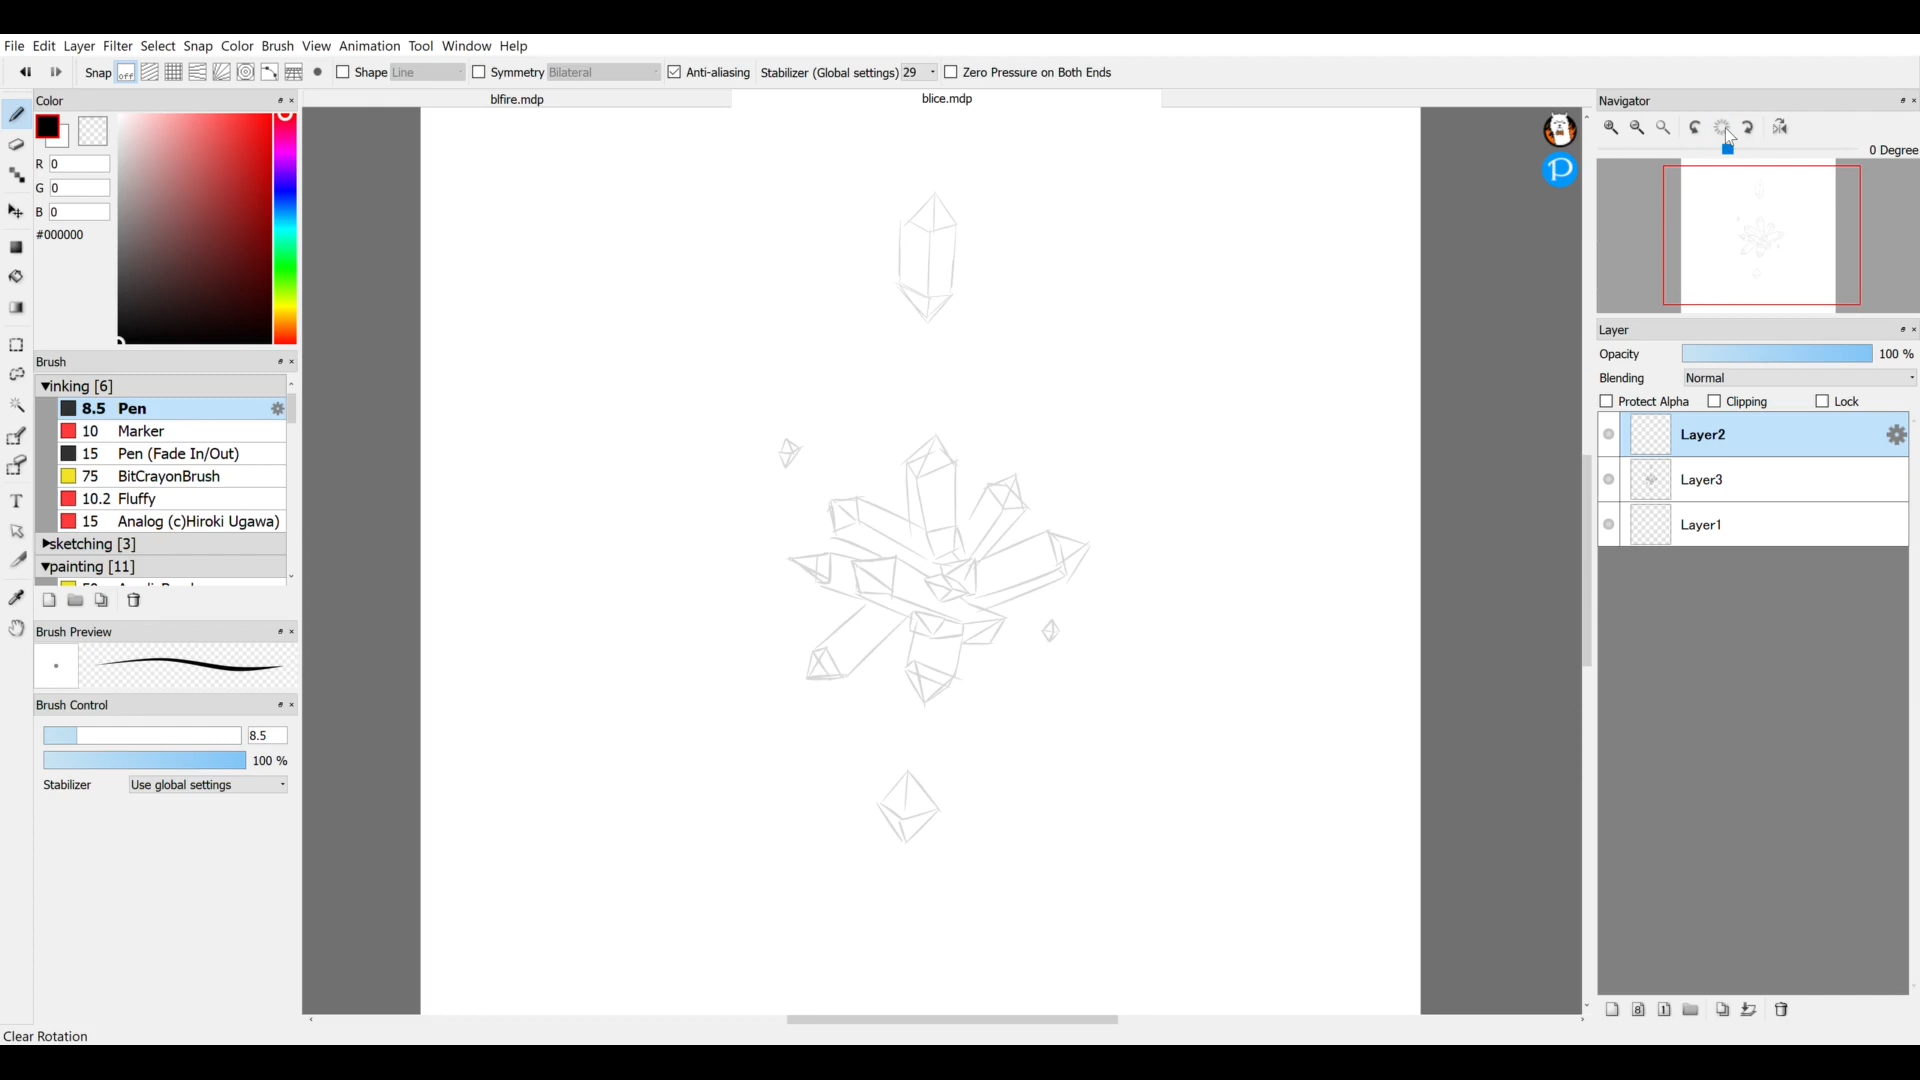 File Edit Layer Filter Select Snap Color Brush View Animation Tool Window Help
Snap off Shape Line Symmetry Bilateral Anti-aliasing Stabilizer (Global settings) 29 Zero Pressure on Both Ends
Color
blfire.mdp
blice.mdp
Navigator
R 0
G 0
B 0
#000000
0 Degree
P
Brush
inking [6]
8.5 Pen
10 Marker
15 Pen (Fade In/Out)
75 BitCrayonBrush
10.2 Fluffy
15 Analog (c)Hiroki Ugawa)
sketching [3]
painting [11]
Brush Preview
Brush Control
8.5
100 %
Stabilizer Use global settings
Layer
Opacity 100 %
Blending Normal
Protect Alpha Clipping Lock
Layer2
Layer3
Layer1
8 1
Clear Rotation